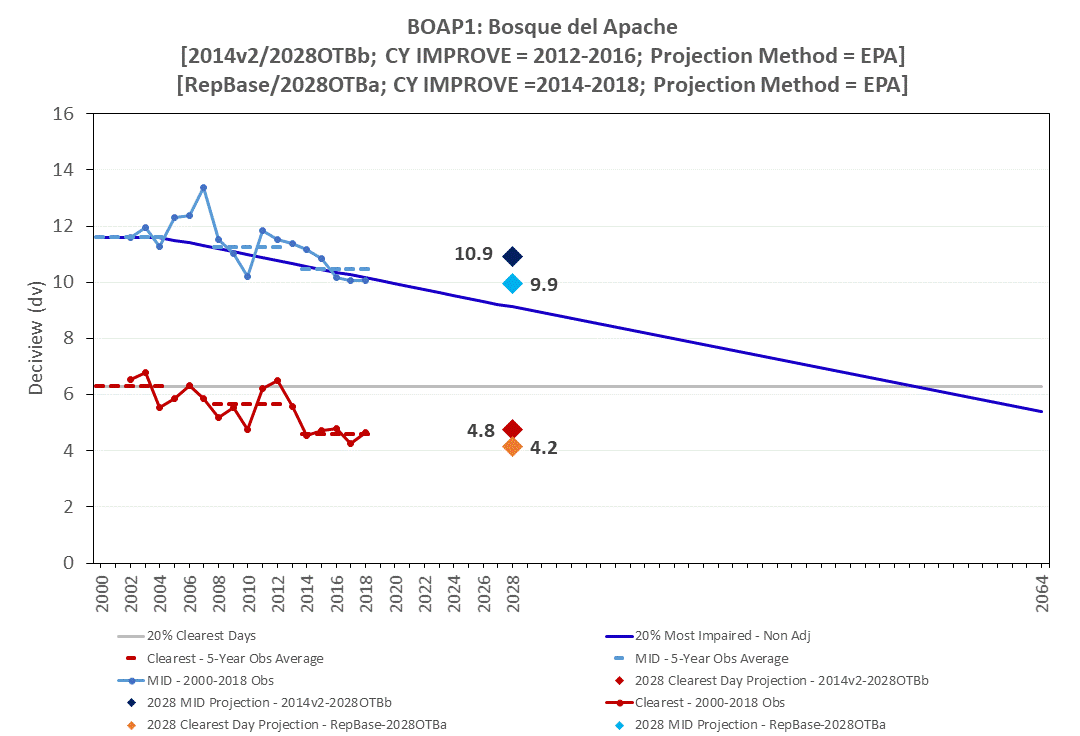 BOAP1: Bosque del Apache
[2014v2/2028OTBb; CY IMPROVE = 2012-2016; Projection Method = EPA]
[RepBase/2028OTBa; CY IMPROVE =2014-2018; Projection Method = EPA]
Deciview (dv)
16
14
12
10
8
6
4
2
0
10.9
9.9
4.8
4.2
2000
2002
2004
2006
2008
2010
2012
2014
2016
2018
2020
2022
2024
2026
2028
2064
20% Clearest Days
20% Most Impaired - Non Adj
Clearest - 5-Year Obs Average
MID - 5-Year Obs Average
MID - 2000-2018 Obs
2028 Clearest Day Projection - 2014v2-2028OTBb
2028 MID Projection - 2014v2-2028OTBb
Clearest - 2000-2018 Obs
2028 Clearest Day Projection - RepBase-2028OTBa
2028 MID Projection - RepBase-2028OTBa